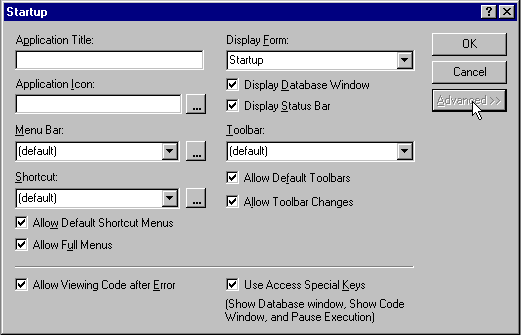 Startup
Application Title:
Display Form:
OK
Startup
Cancel
Application Icon:
Display Database Window
Advanced >>
...
Display Status Bar
Menu Bar:
Toolbar:
(default)
...
(default)
Shortcut:
Allow Default Toolbars
(default)
...
Allow Toolbar Changes
Allow Default Shortcut Menus
Allow Full Menus
Allow Viewing Code after Error
Use Access Special Keys
(Show Database window, Show Code
Window, and Pause Execution)